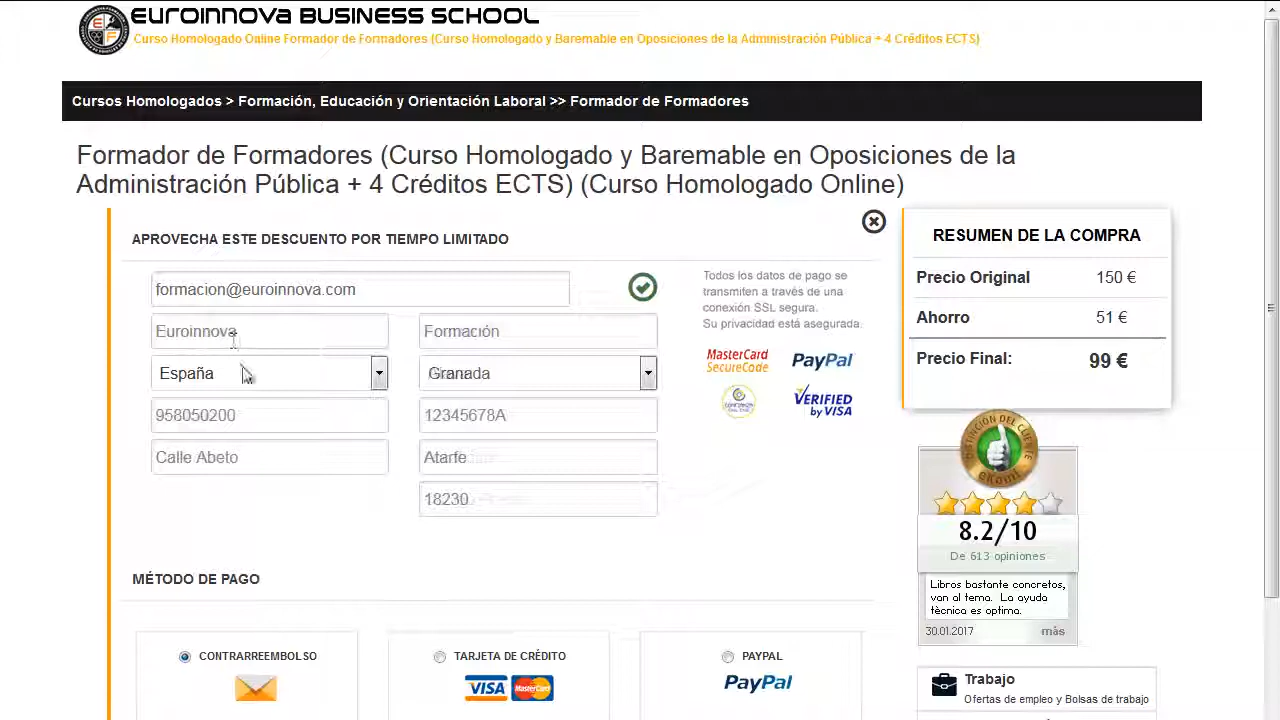 EUROINNOVA BUSINESS SCHOOL
Curso Homologado Online Formador de Formadores (Curso Homologado y Baremable en Oposiciones de la Administración Pública + 4 Créditos ECTS)
Cursos Homologados > Formación, Educación y Orientación Laboral >> Formador de Formadores
Formador de Formadores (Curso Homologado y Baremable en Oposiciones de la
Administración Pública + 4 Créditos ECTS) (Curso Homologado Online)
APROVECHA ESTE DESCUENTO POR TIEMPO LIMITADO
formacion@euroinnova.com
Euroinnova
Formación
España
Granada
958050200
12345678A
Calle Abeto
Atarfe
18230
Todos los datos de pago se
transmiten a través de una
conexión SSL segura.
Su privacidad está asegurada.
MasterCard
SecureCode
PayPal
VERIFIED
by VISA
RESUMEN DE LA COMPRA
Precio Original 150 €
Ahorro 51 €
Precio Final: 99 €
DISTINCIÓN DEL CLIENTE
eKomi
8.2/10
De 613 opiniones
Libros bastante concretos,
van al tema. La ayuda
tècnica es optima.
30.01.2017 más
Trabajo
Ofertas de empleo y Bolsas de trabajo
MÉTODO DE PAGO
CONTRARREEMBOLSO
TARJETA DE CRÉDITO
VISA
MasterCard
PAYPAL
PayPal